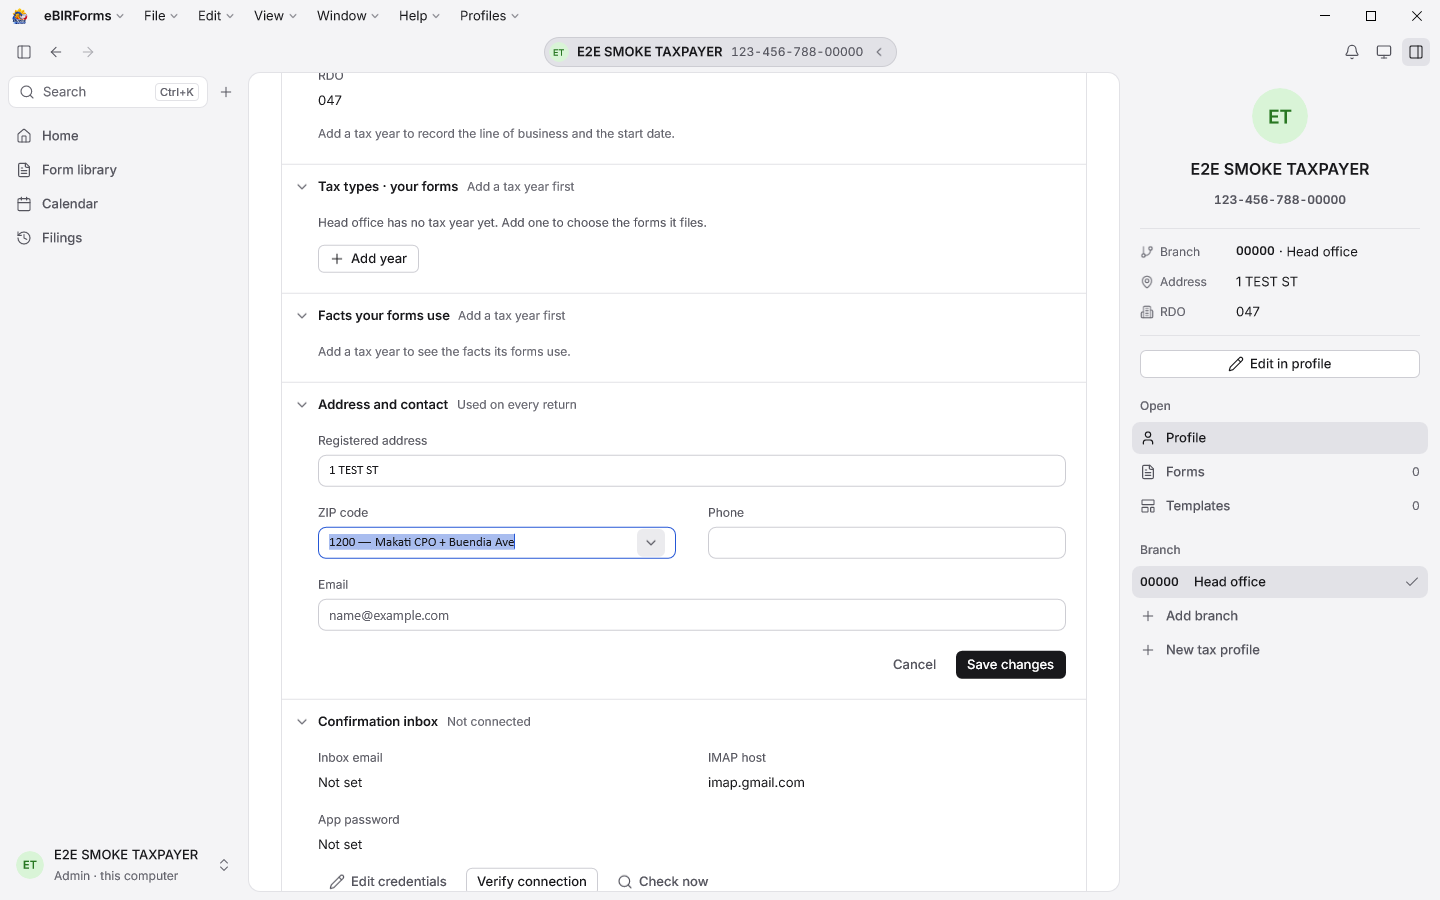 eBIRForms
File
Edit
View
Window
Help
Profiles
ET E2E SMOKE TAXPAYER 123-456-788-00000
Search Ctrl+K
Home
Form library
Calendar
Filings
ET E2E SMOKE TAXPAYER
Admin · this computer
RDO
047
Add a tax year to record the line of business and the start date.
Tax types · your forms Add a tax year first
Head office has no tax year yet. Add one to choose the forms it files.
Add year
Facts your forms use Add a tax year first
Add a tax year to see the facts its forms use.
Address and contact Used on every return
Registered address
1 TEST ST
ZIP code
1200 — Makati CPO + Buendia Ave
Phone
Email
name@example.com
Cancel
Save changes
Confirmation inbox Not connected
Inbox email
Not set
IMAP host
imap.gmail.com
App password
Not set
Edit credentials
Verify connection
Check now
ET
E2E SMOKE TAXPAYER
123-456-788-00000
Branch 00000 · Head office
Address 1 TEST ST
RDO 047
Edit in profile
Open
Profile
Forms 0
Templates 0
Branch
00000 Head office
Add branch
New tax profile